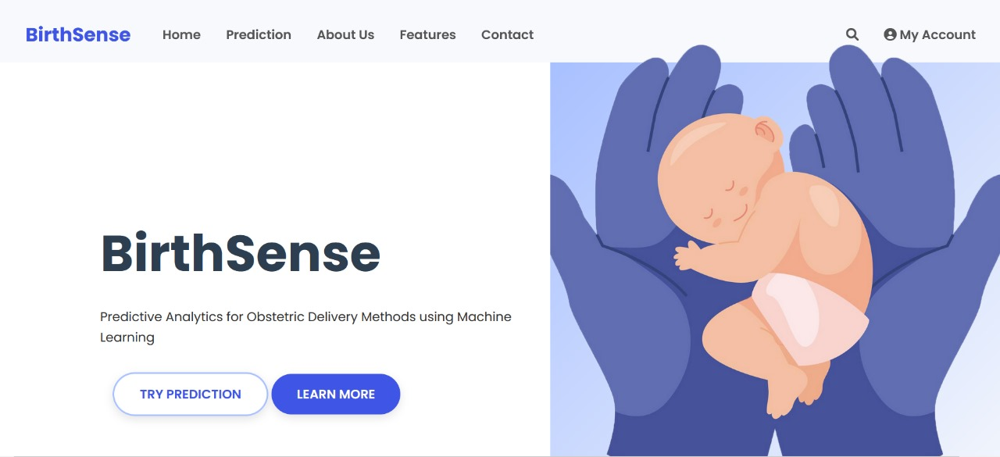 BirthSense Home Prediction About Us Features Contact My Account
BirthSense
Predictive Analytics for Obstetric Delivery Methods using Machine
Learning
TRY PREDICTION LEARN MORE